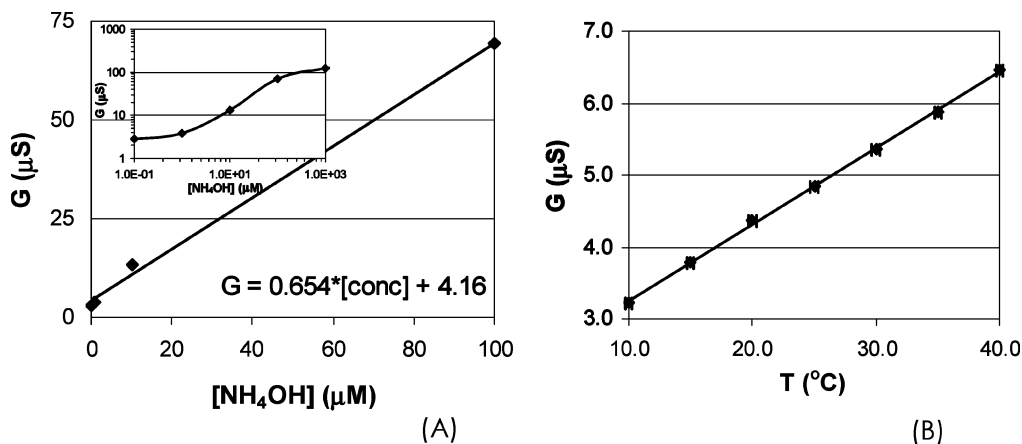 75
50
25
0
G (μS)
1000
100
10
1
G (μS)
1.0E-01
1.0E+01
1.0E+03
[NH₄OH] (μM)
G = 0.654*[conc] + 4.16
0
20
40
60
80
100
[NH₄OH] (μM)
(A)
7.0
6.0
5.0
4.0
3.0
G (μS)
10.0
20.0
30.0
40.0
T (°C)
(B)